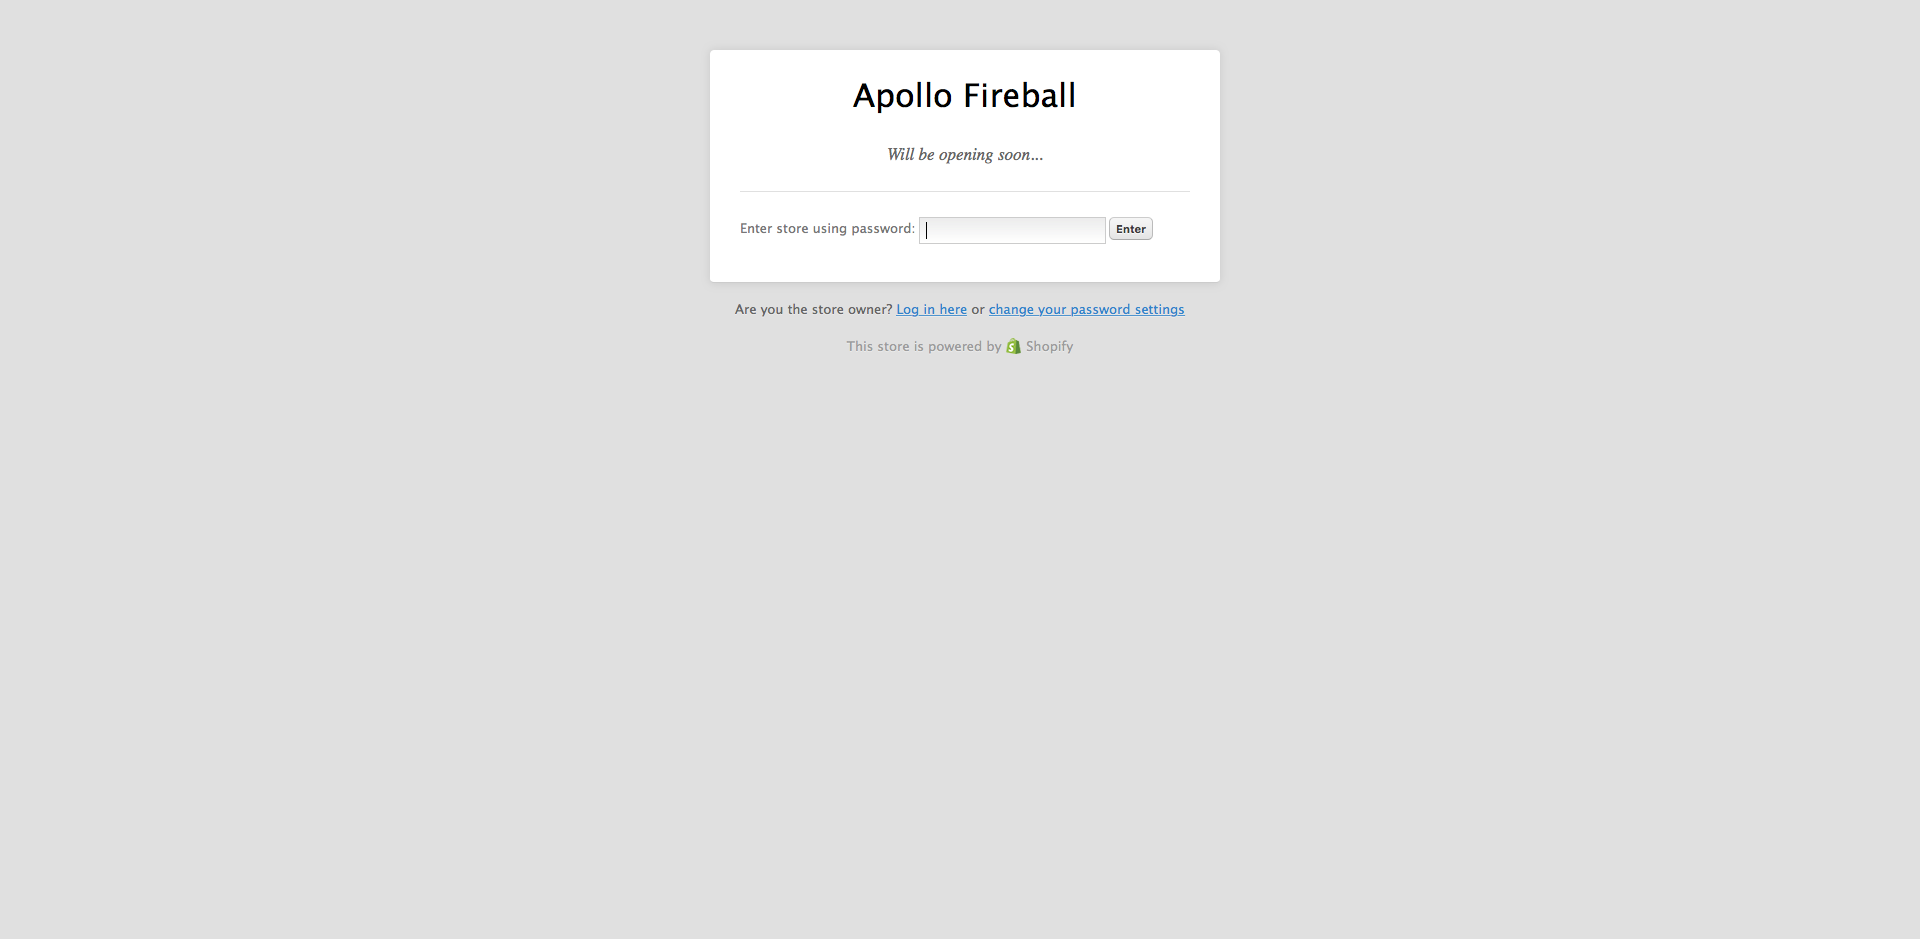 Apollo Fireball
Will be opening soon...
Enter store using password: Enter
Are you the store owner? Log in here or change your password settings
This store is powered by Shopify